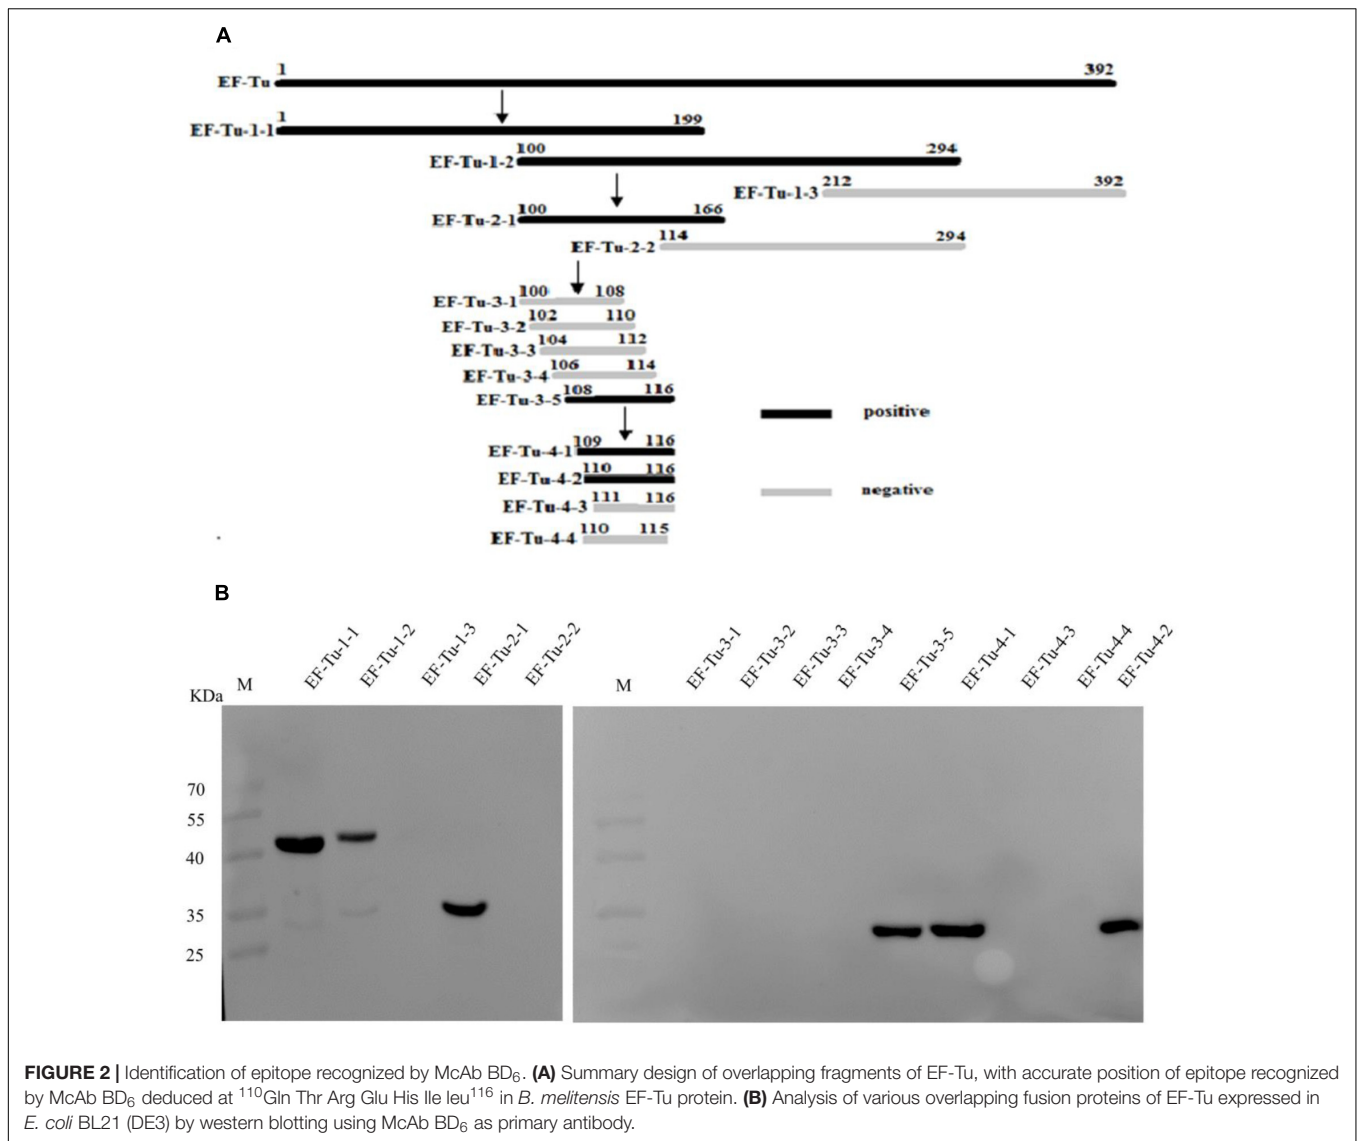 A
1 392
EF-Tu
1 199
EF-Tu-1-1
100 294
EF-Tu-1-2
212 392
EF-Tu-1-3
100 166
EF-Tu-2-1
114 294
EF-Tu-2-2
100 108
EF-Tu-3-1
102 110
EF-Tu-3-2
104 112
EF-Tu-3-3
106 114
EF-Tu-3-4
108 116
EF-Tu-3-5
positive
109 116
EF-Tu-4-1
110 116
EF-Tu-4-2
negative
111 116
EF-Tu-4-3
110 115
EF-Tu-4-4
B
KDa M EF-Tu-1-1 EF-Tu-1-2 EF-Tu-1-3 EF-Tu-2-1 EF-Tu-2-2
M EF-Tu-3-1 EF-Tu-3-2 EF-Tu-3-3 EF-Tu-3-4 EF-Tu-3-5 EF-Tu-4-1 EF-Tu-4-3 EF-Tu-4-4 EF-Tu-4-2
70
55
40
35
25
FIGURE 2 | Identification of epitope recognized by McAb BD6. (A) Summary design of overlapping fragments of EF-Tu, with accurate position of epitope recognized
by McAb BD6 deduced at 110Gln Thr Arg Glu His Ile leu116 in B. melitensis EF-Tu protein. (B) Analysis of various overlapping fusion proteins of EF-Tu expressed in
E. coli BL21 (DE3) by western blotting using McAb BD6 as primary antibody.